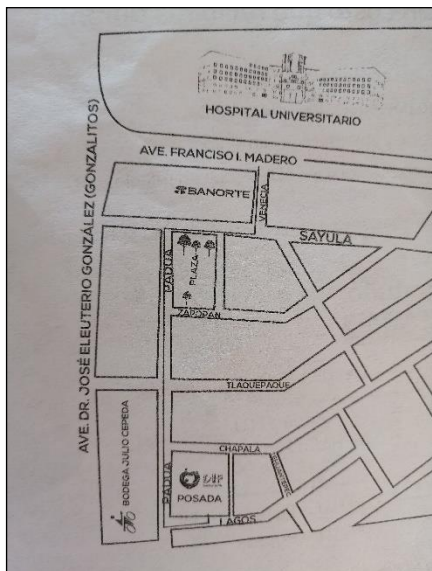 HOSPITAL UNIVERSITARIO
AVE. FRANCISO I. MADERO
AVE. DR. JOSÉ ELEUTERIO GONZÁLEZ (GONZALITOS)
BANORTE
VENECIA
SAYULA
PADUA
PLAZA
ZAPOPAN
TLAQUEPAQUE
CHAPALA
BODEGA JULIO CEPEDA
PADUA
DIF
POSADA
LAGOS